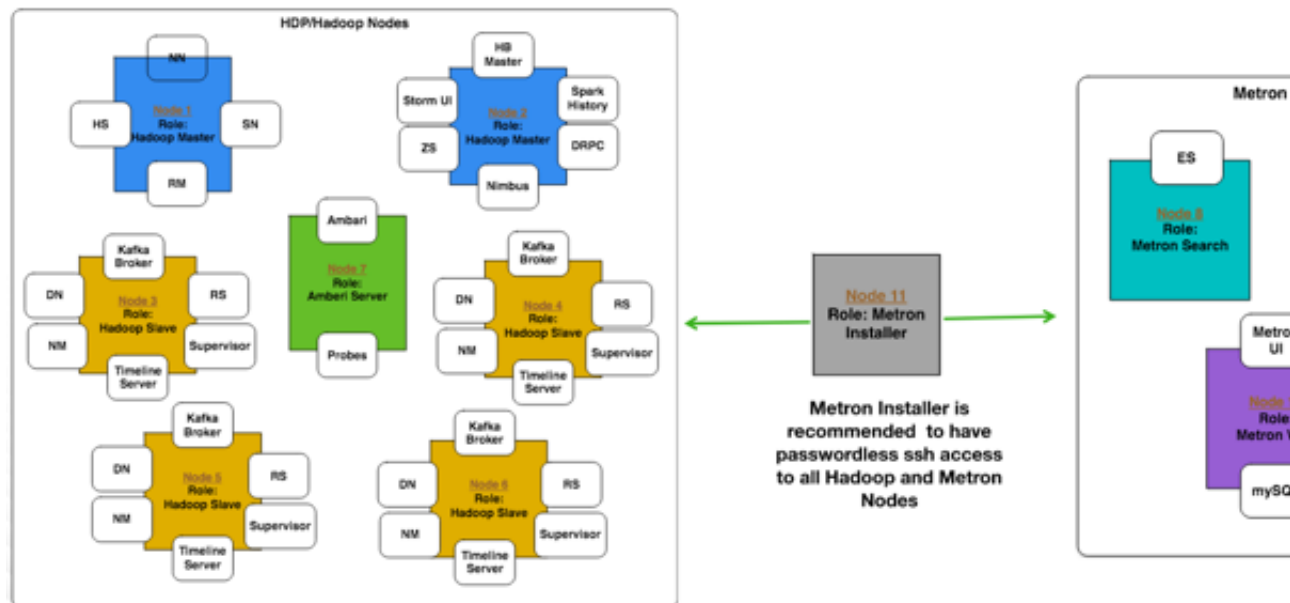 HDP/Hadoop Nodes
NN
Node 1
Role:
Hadoop Master
HS
SN
RM
HB
Master
Storm UI
Spark
History
Node 2
Role:
Hadoop Master
ZS
DRPC
Nimbus
Kafka
Broker
DN
RS
Node 3
Role:
Hadoop Slave
NM
Supervisor
Timeline
Server
Ambari
Node 7
Role:
Amberi Server
Probes
Kafka
Broker
DN
RS
Node 4
Role:
Hadoop Slave
NM
Supervisor
Timeline
Server
Kafka
Broker
DN
RS
Node 5
Role:
Hadoop Slave
NM
Supervisor
Timeline
Server
Kafka
Broker
DN
RS
Node 6
Role:
Hadoop Slave
NM
Supervisor
Timeline
Server
Node 11
Role: Metron
Installer
Metron Installer is
recommended to have
passwordless ssh access
to all Hadoop and Metron
Nodes
Metron
ES
Node 8
Role:
Metron Search
Metro
UI
Node
Role
Metron V
mySQ